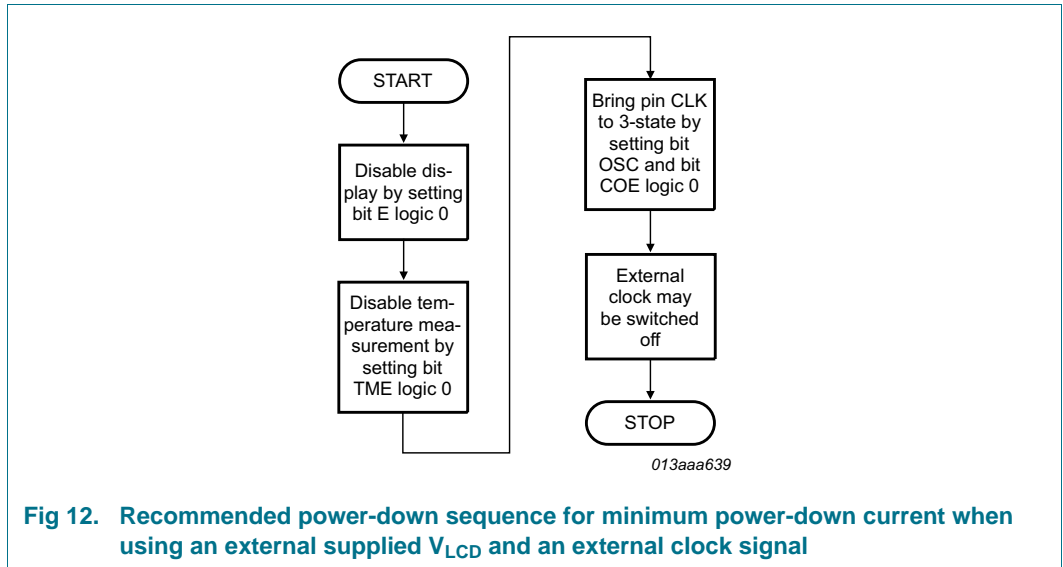 START
Disable dis-
play by setting
bit E logic 0
Disable tem-
perature mea-
surement by
setting bit
TME logic 0
Bring pin CLK
to 3-state by
setting bit
OSC and bit
COE logic 0
External
clock may
be switched
off
STOP
013aaa639
Fig 12. Recommended power-down sequence for minimum power-down current when
using an external supplied VLCD and an external clock signal